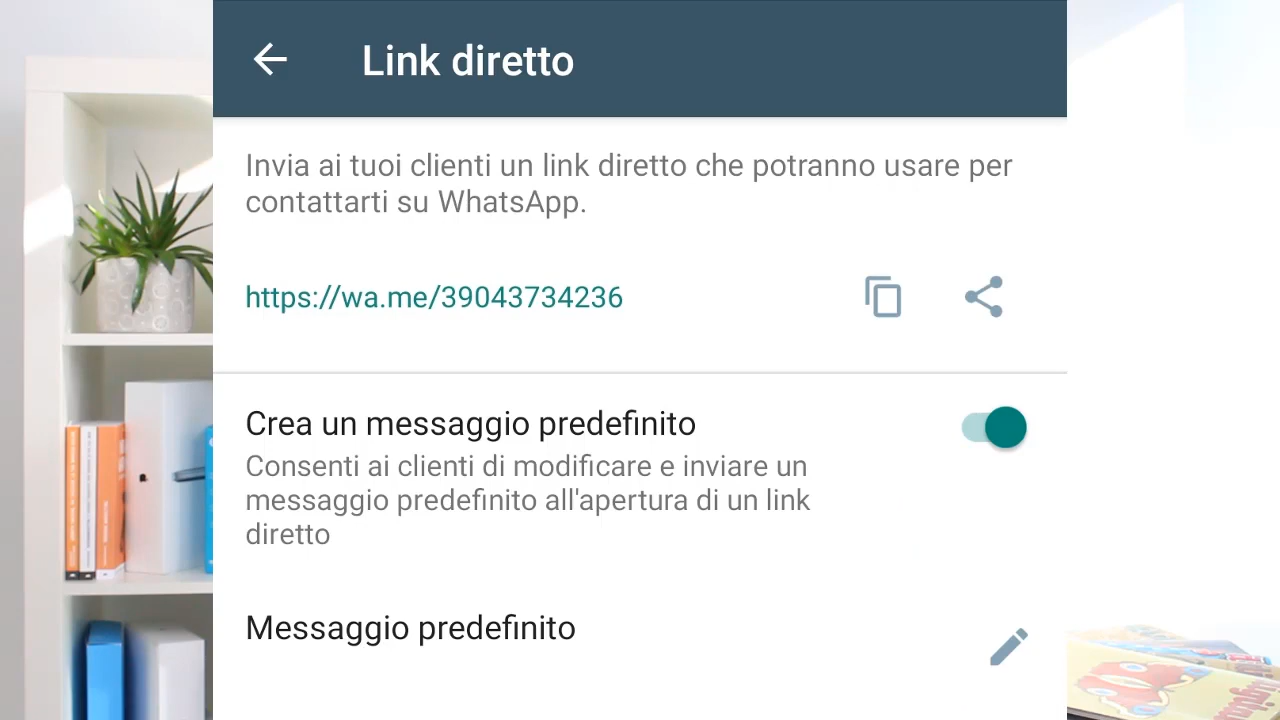 Link diretto
Invia ai tuoi clienti un link diretto che potranno usare per
contattarti su WhatsApp.
https://wa.me/39043734236
Crea un messaggio predefinito
Consenti ai clienti di modificare e inviare un
messaggio predefinito all'apertura di un link
diretto
Messaggio predefinito